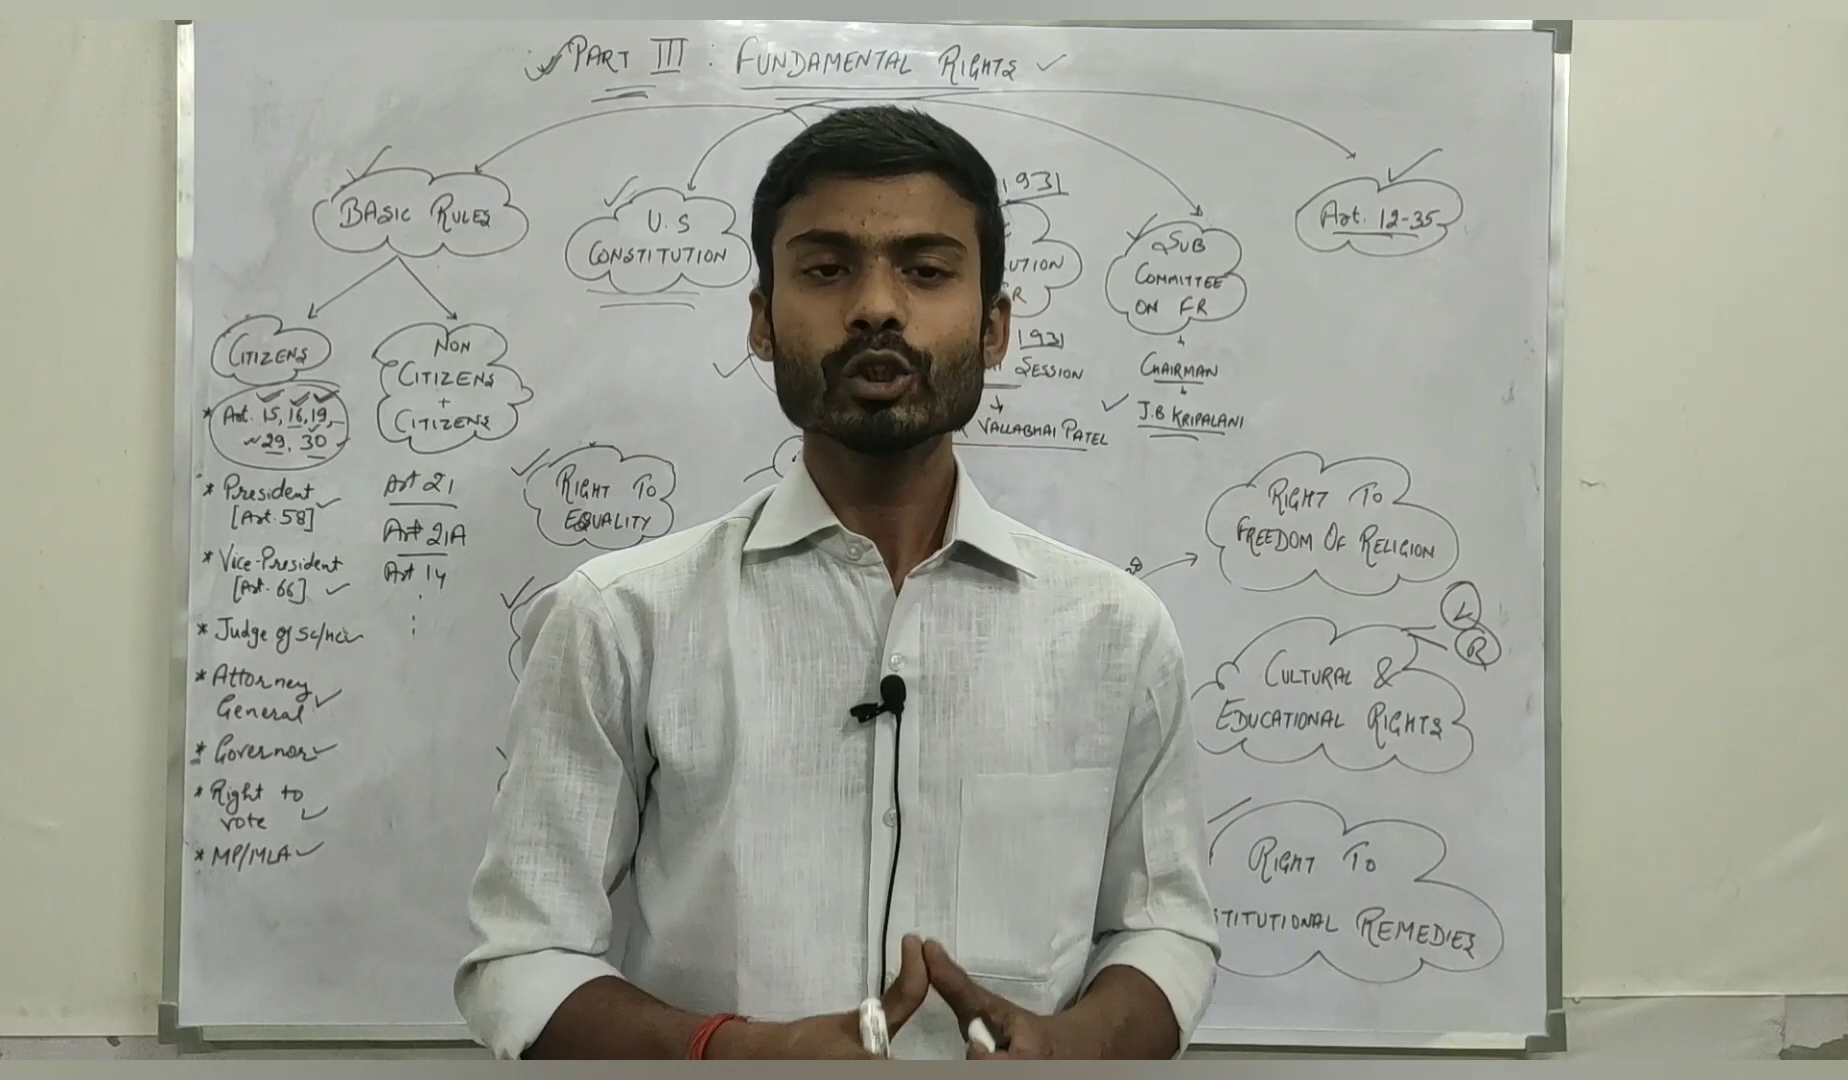 PART III : FUNDAMENTAL RIGHTS
BASIC RULES
CITIZENS
Art. 15, 16, 19,
29, 30
* President
[Art. 58]
* Vice-President
[Art. 66]
* Judge of SC/HC
* Attorney
General
* Governor
* Right to
vote
* MP/MLA
NON
CITIZENS
+
CITIZENS
Art 21
Art 21A
Art 14
U.S
CONSTITUTION
1931
UTION
FR
1931
SESSION
VALLABHAI PATEL
SUB
COMMITTEE
ON FR
CHAIRMAN
J.B KRIPALANI
Art. 12-35
RIGHT TO
EQUALITY
RIGHT TO
FREEDOM OF RELIGION
CULTURAL &
EDUCATIONAL RIGHTS
L
R
RIGHT TO
STITUTIONAL REMEDIES